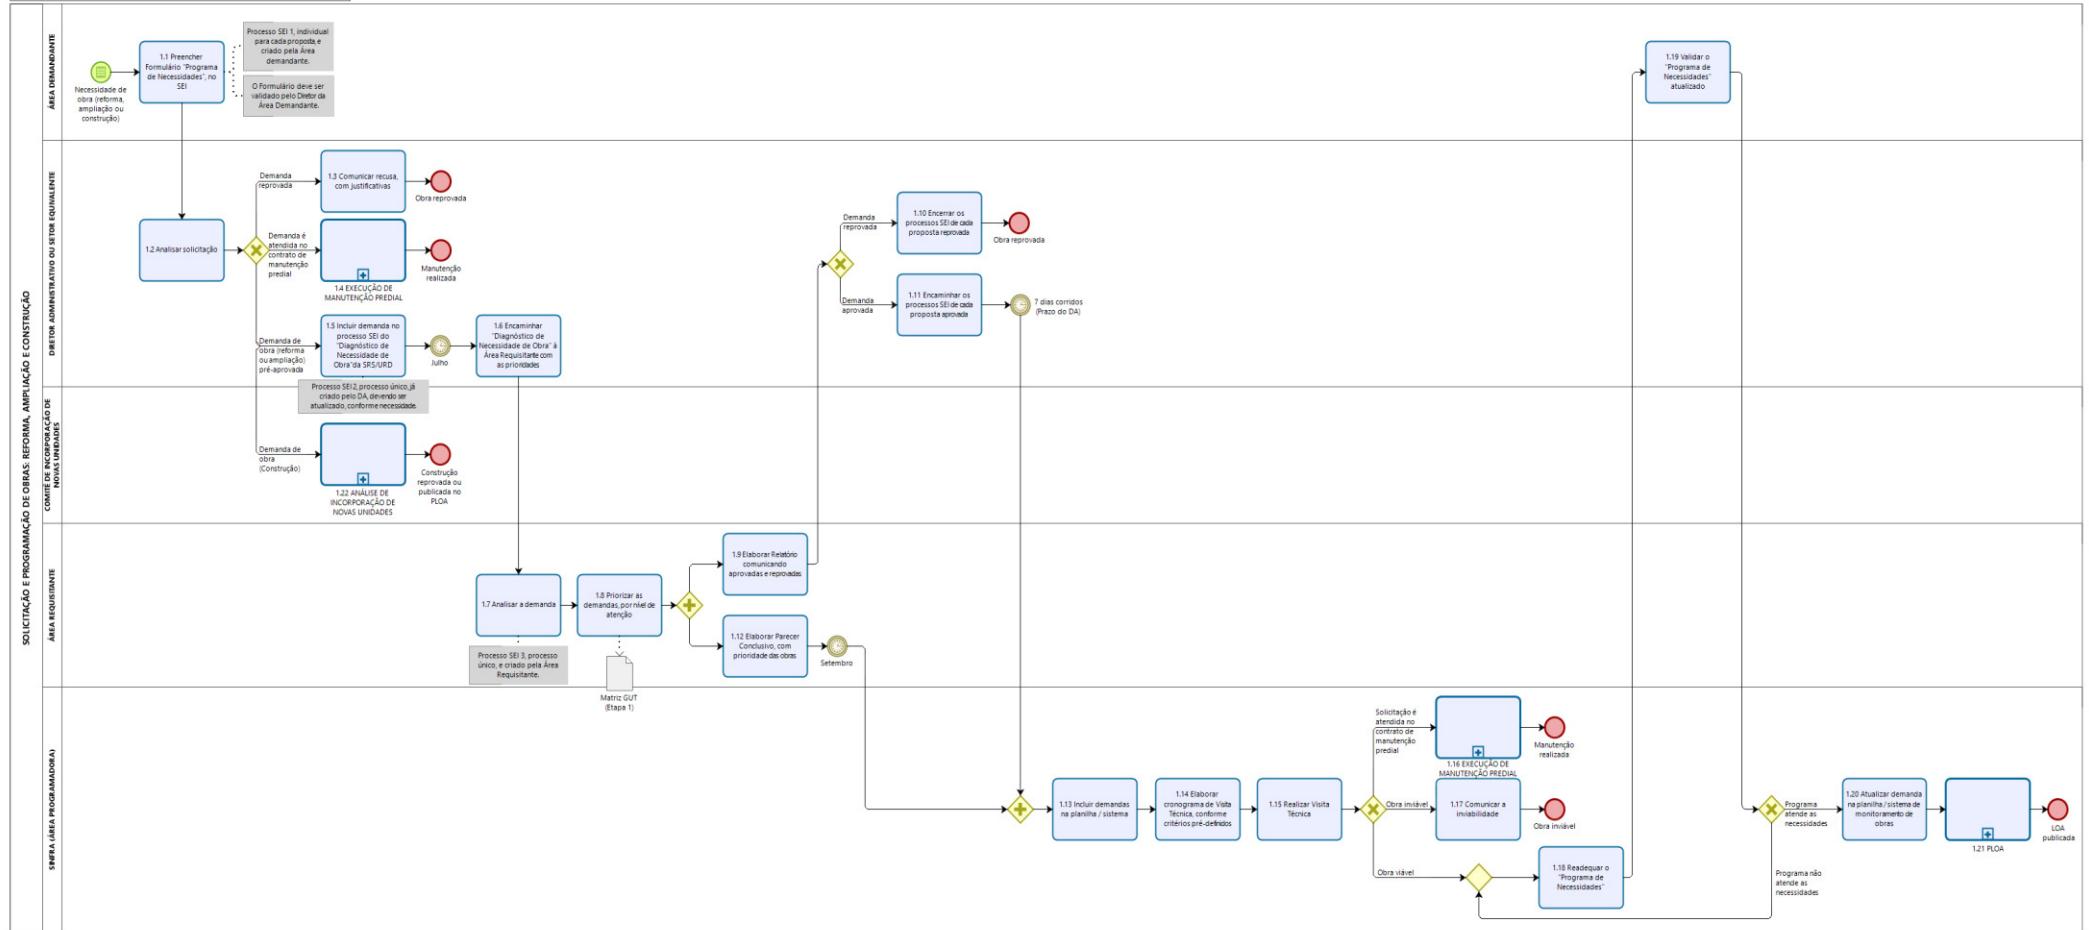 SOLICITAÇÃO E PROGRAMAÇÃO DE OBRAS: REFORMA, AMPLIAÇÃO E CONSTRUÇÃO
ÁREA DEMANDANTE
Necessidade de
obra (reforma,
ampliação ou
construção)
1.1 Preencher
Formulário "Programa
de Necessidades", no
SEI
Processo SEI 1, individual
para cada proposta, e
criado pela Área
demandante.
O Formulário deve ser
validado pelo Diretor da
Área Demandante.
1.19 Validar o
"Programa de
Necessidades"
atualizado
DIRETOR ADMINISTRATIVO OU SETOR EQUIVALENTE
1.2 Analisar solicitação
Demanda
reprovada
1.3 Comunicar recusa,
com justificativas
Obra reprovada
Demanda é
atendida no
contrato de
manutenção
predial
1.4 EXECUÇÃO DE
MANUTENÇÃO PREDIAL
Manutenção
realizada
Demanda de
obra (reforma
ou ampliação)
pré-aprovada
1.5 Incluir demanda no
processo SEI do
"Diagnóstico de
Necessidade de
Obra" da SRS/URD
Julho
1.6 Encaminhar
"Diagnóstico de
Necessidade de Obra" à
Área Requisitante com
as prioridades
Processo SEI 2, processo único, já
criado pelo DA, devendo ser
atualizado, conforme necessidade.
Demanda
reprovada
1.10 Encerrar os
processos SEI de cada
proposta reprovada
Obra reprovada
Demanda
aprovada
1.11 Encaminhar os
processos SEI de cada
proposta aprovada
7 dias corridos
(Prazo do DA)
COMITÊ DE INCORPORAÇÃO DE
NOVAS UNIDADES
Demanda de
obra
(Construção)
1.22 ANÁLISE DE
INCORPORAÇÃO DE
NOVAS UNIDADES
Construção
reprovada ou
publicada no
PLOA
ÁREA REQUISITANTE
1.7 Analisar a demanda
Processo SEI 3, processo
único, e criado pela Área
Requisitante.
1.8 Priorizar as
demandas, por nível de
atenção
Matriz GUT
(Etapa 1)
1.9 Elaborar Relatório
comunicando
aprovadas e reprovadas
1.12 Elaborar Parecer
Conclusivo, com
prioridade das obras
Setembro
SINFRA (ÁREA PROGRAMADORA)
1.13 Incluir demandas
na planilha / sistema
1.14 Elaborar
cronograma de Visita
Técnica, conforme
critérios pré-definidos
1.15 Realizar Visita
Técnica
Solicitação é
atendida no
contrato de
manutenção
predial
1.16 EXECUÇÃO DE
MANUTENÇÃO PREDIAL
Manutenção
realizada
Obra inviável
1.17 Comunicar a
inviabilidade
Obra inviável
Obra viável
1.18 Readequar o
"Programa de
Necessidades"
Programa
atende as
necessidades
Programa não
atende as
necessidades
1.20 Atualizar demanda
na planilha / sistema de
monitoramento de
obras
1.21 PLOA
LOA
publicada